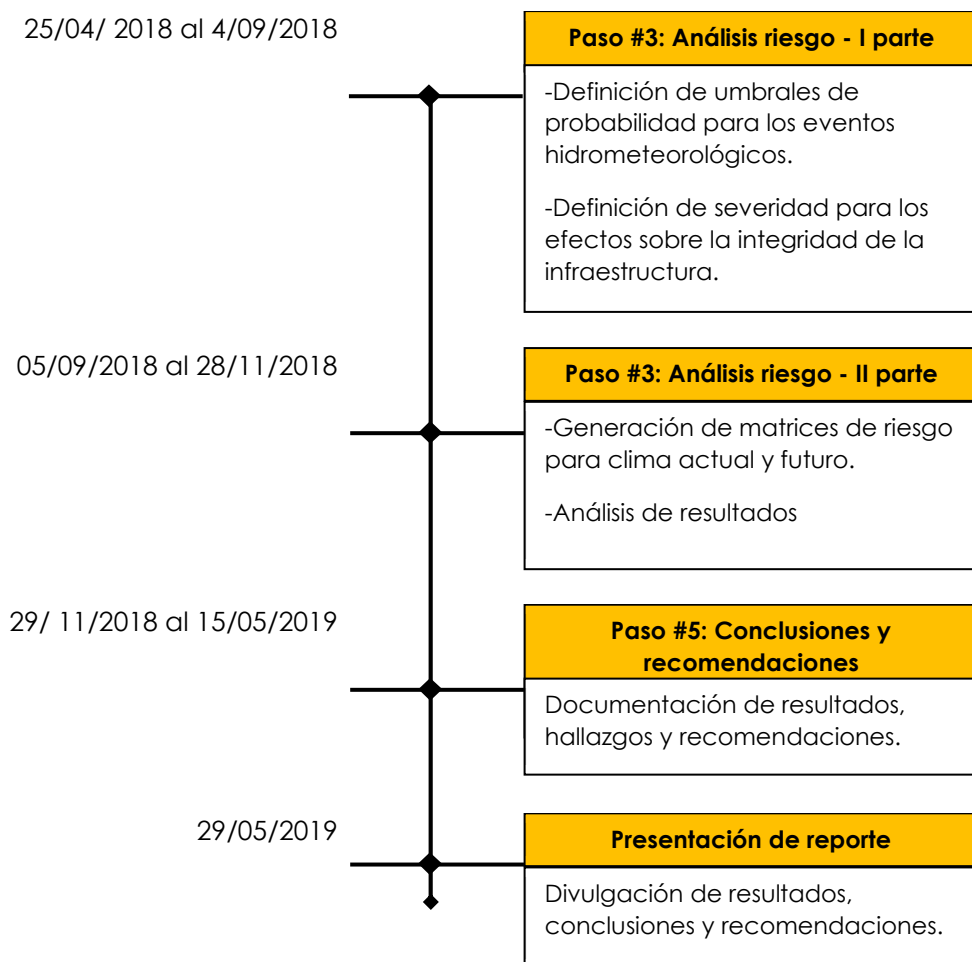 25/04/ 2018 al 4/09/2018
Paso #3: Análisis riesgo - I parte
-Definición de umbrales de
probabilidad para los eventos
hidrometeorológicos.
-Definición de severidad para los
efectos sobre la integridad de la
infraestructura.
05/09/2018 al 28/11/2018
Paso #3: Análisis riesgo - II parte
-Generación de matrices de riesgo
para clima actual y futuro.
-Análisis de resultados
29/ 11/2018 al 15/05/2019
Paso #5: Conclusiones y
recomendaciones
Documentación de resultados,
hallazgos y recomendaciones.
29/05/2019
Presentación de reporte
Divulgación de resultados,
conclusiones y recomendaciones.